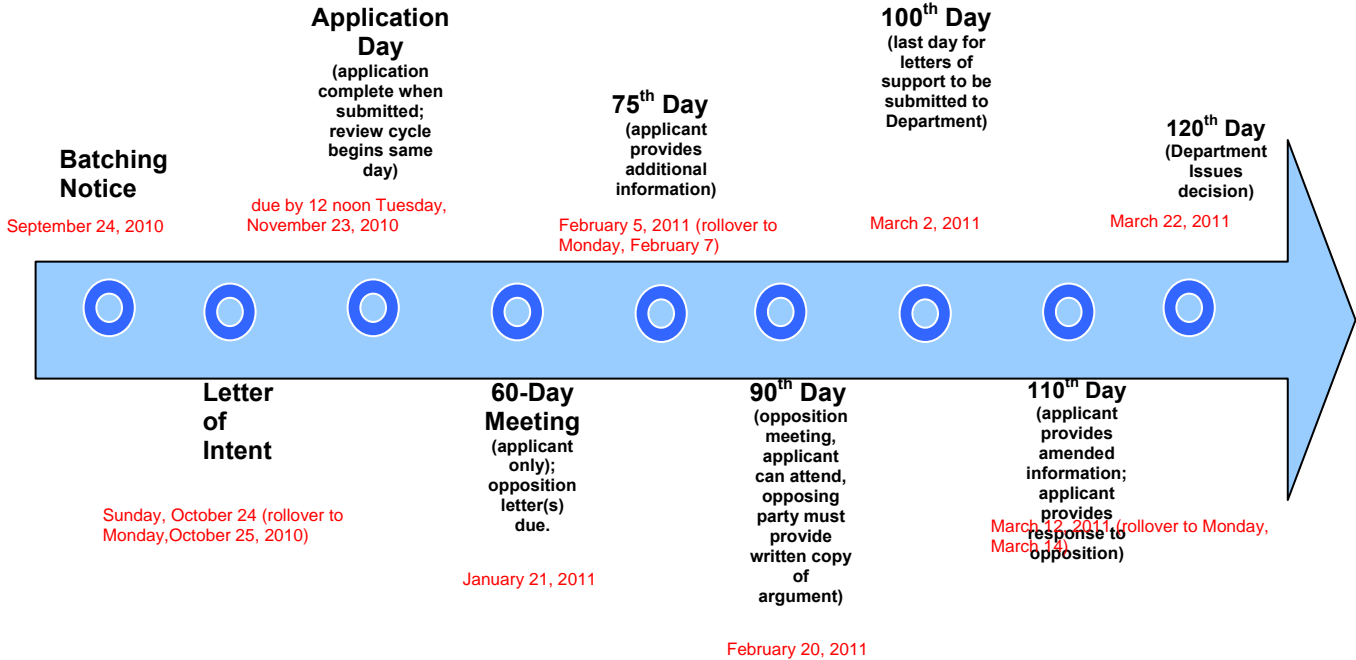 Batching
Notice
September 24, 2010
Application
Day
(application
complete when
submitted;
review cycle
begins same
day)
due by 12 noon Tuesday,
November 23, 2010
75th Day
(applicant
provides
additional
information)
February 5, 2011 (rollover to
Monday, February 7)
100th Day
(last day for
letters of
support to be
submitted to
Department)
March 2, 2011
120th Day
(Department
Issues
decision)
March 22, 2011
Letter
of
Intent
Sunday, October 24 (rollover to
Monday,October 25, 2010)
60-Day
Meeting
(applicant
only);
opposition
letter(s)
due.
January 21, 2011
90th Day
(opposition
meeting,
applicant
can attend,
opposing
party must
provide
written copy
of
argument)
February 20, 2011
110th Day
(applicant
provides
amended
information;
applicant
provides
response to
opposition)
March 12, 2011 (rollover to Monday,
March 14)